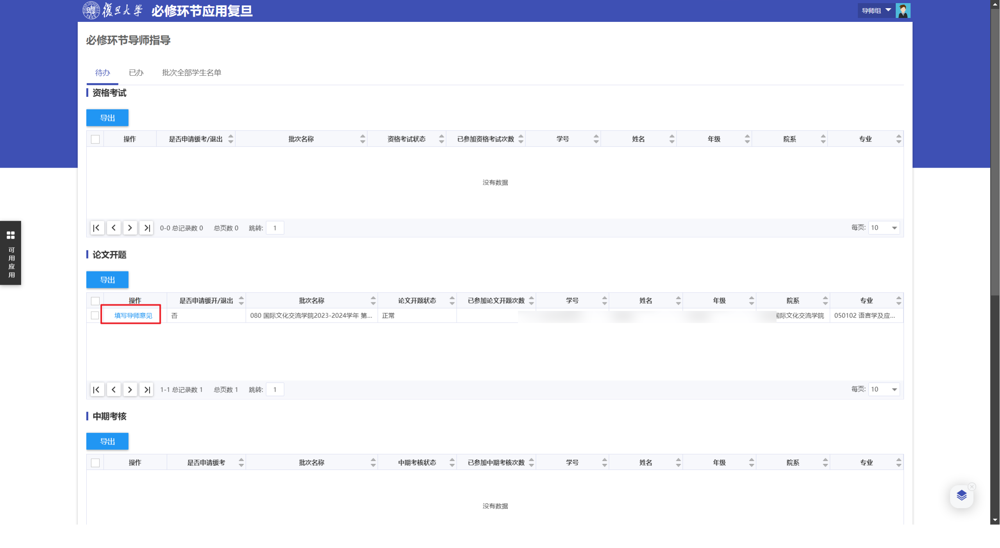 復旦大學 必修环节应用复旦 导师组
必修环节导师指导
待办 已办 批次全部学生名单
资格考试
导出
操作 是否申请缓考/退出 批次名称 资格考试状态 已参加资格考试次数 学号 姓名 年级 院系 专业
没有数据
0-0 总记录数 0 总页数 0 跳转: 1 每页: 10
可用应用
论文开题
导出
操作 是否申请缓开/退出 批次名称 论文开题状态 已参加论文开题次数 学号 姓名 年级 院系 专业
填写导师意见 否 080 国际文化交流学院2023-2024学年 第... 正常 国际文化交流学院 050102 语言学及应...
1-1 总记录数 1 总页数 1 跳转: 1 每页: 10
中期考核
导出
操作 是否申请缓考 批次名称 中期考核状态 已参加中期考核次数 学号 姓名 年级 院系 专业
没有数据